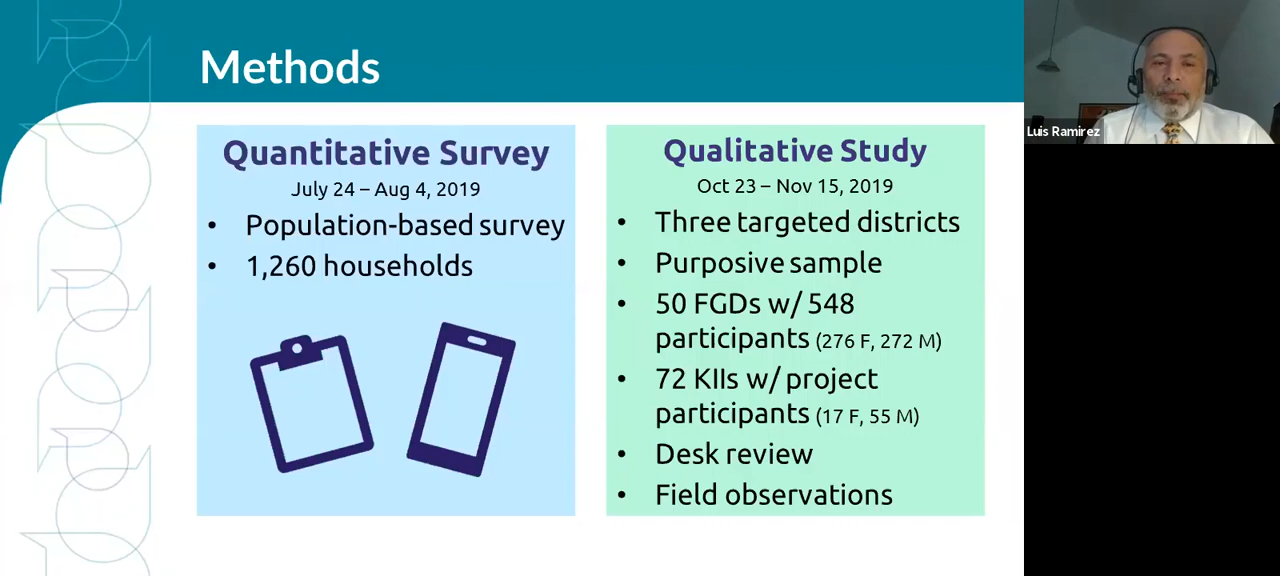 Methods
Quantitative Survey
July 24 – Aug 4, 2019
• Population-based survey
• 1,260 households
Qualitative Study
Oct 23 – Nov 15, 2019
• Three targeted districts
• Purposive sample
• 50 FGDs w/ 548
participants (276 F, 272 M)
• 72 KIIs w/ project
participants (17 F, 55 M)
• Desk review
• Field observations
Luis Ramirez